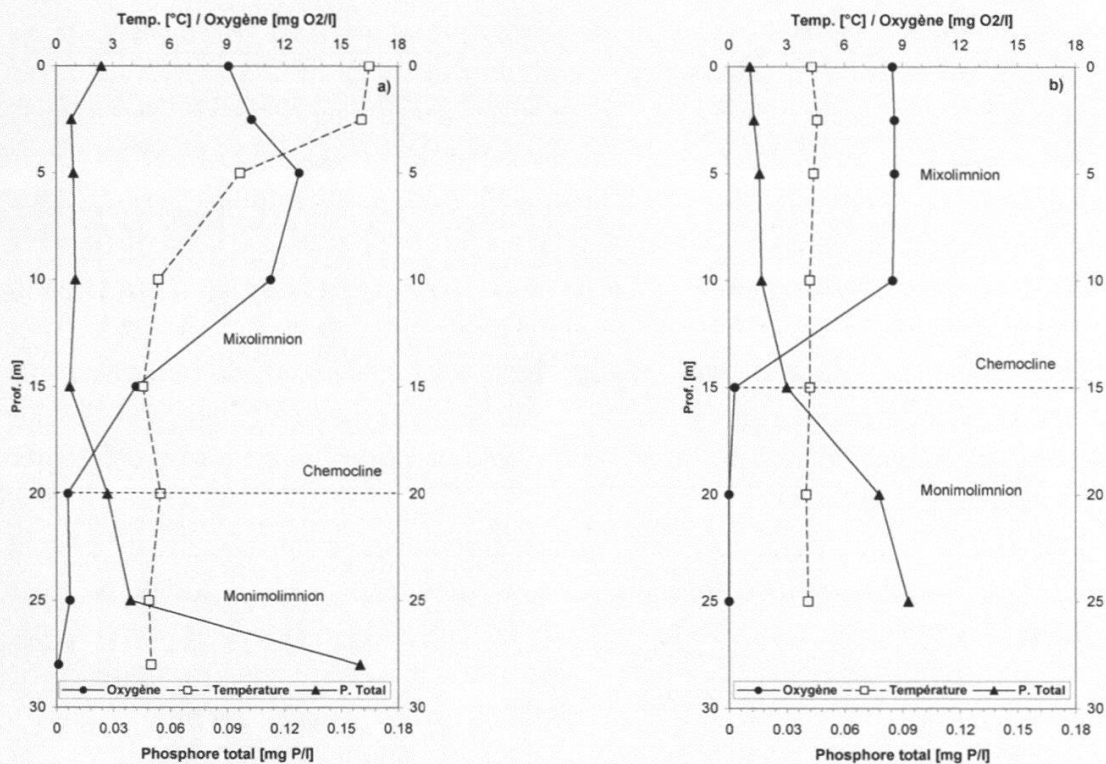 Temp. [°C] / Oxygène [mg O2/l]
0 3 6 9 12 15 18
0 0
a)
5 5
10 10
Mixolimnion
15 15
Prof. [m]
Chemocline
20 20
Monimolimnion
25 25
Oxygène Température P. Total
30 30
0 0.03 0.06 0.09 0.12 0.15 0.18
Phosphore total [mg P/l]
Temp. [°C] / Oxygène [mg O2/l]
0 3 6 9 12 15 18
0 0
b)
5 5
Mixolimnion
10 10
Chemocline
15 15
Prof. [m]
20 20
Monimolimnion
25 25
Oxygène Température P. Total
30 30
0 0.03 0.06 0.09 0.12 0.15 0.18
Phosphore total [mg P/l]